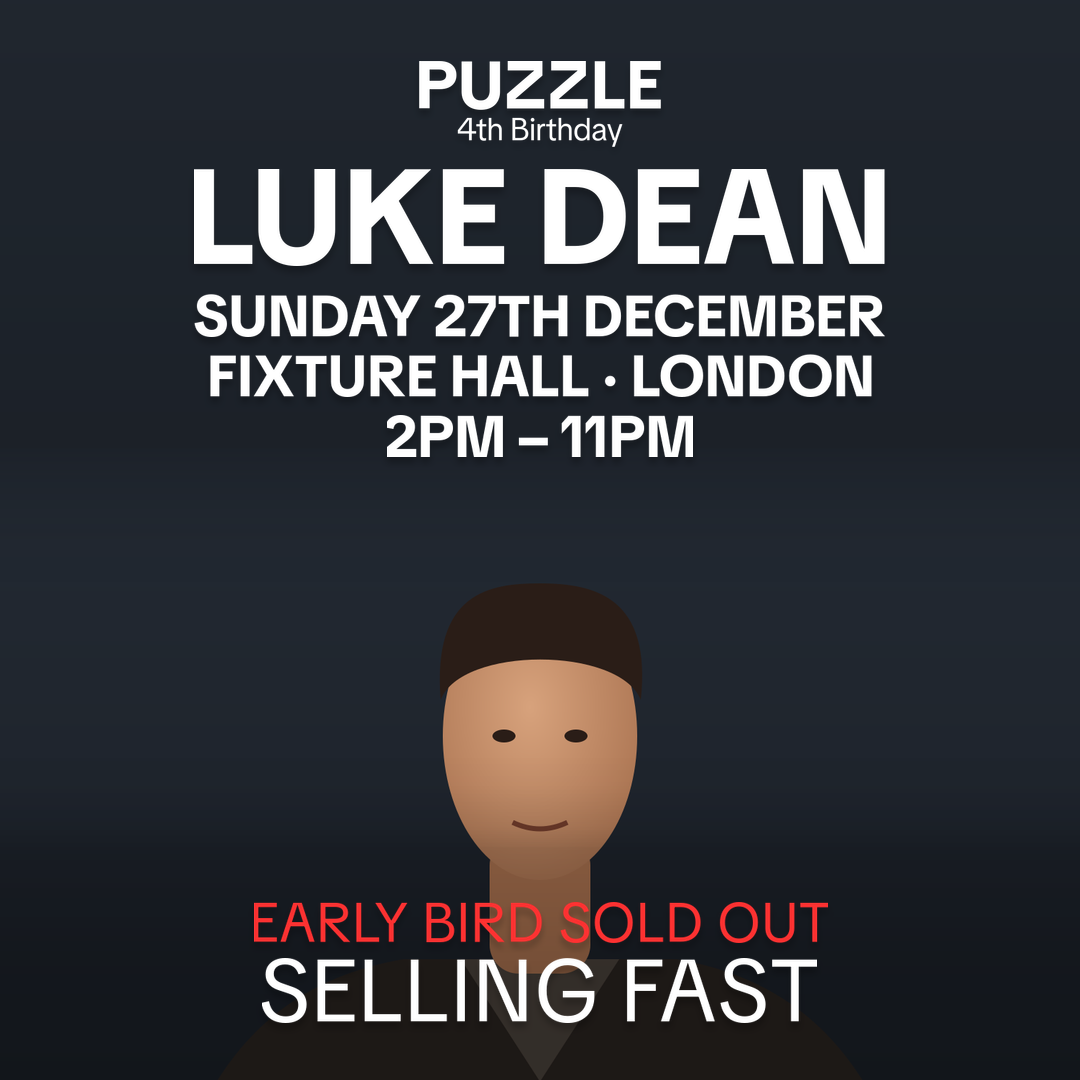 PUZZLE
4th Birthday
LUKE DEAN
SUNDAY 27TH DECEMBER
FIXTURE HALL · LONDON
2PM – 11PM
EARLY BIRD SOLD OUT
SELLING FAST